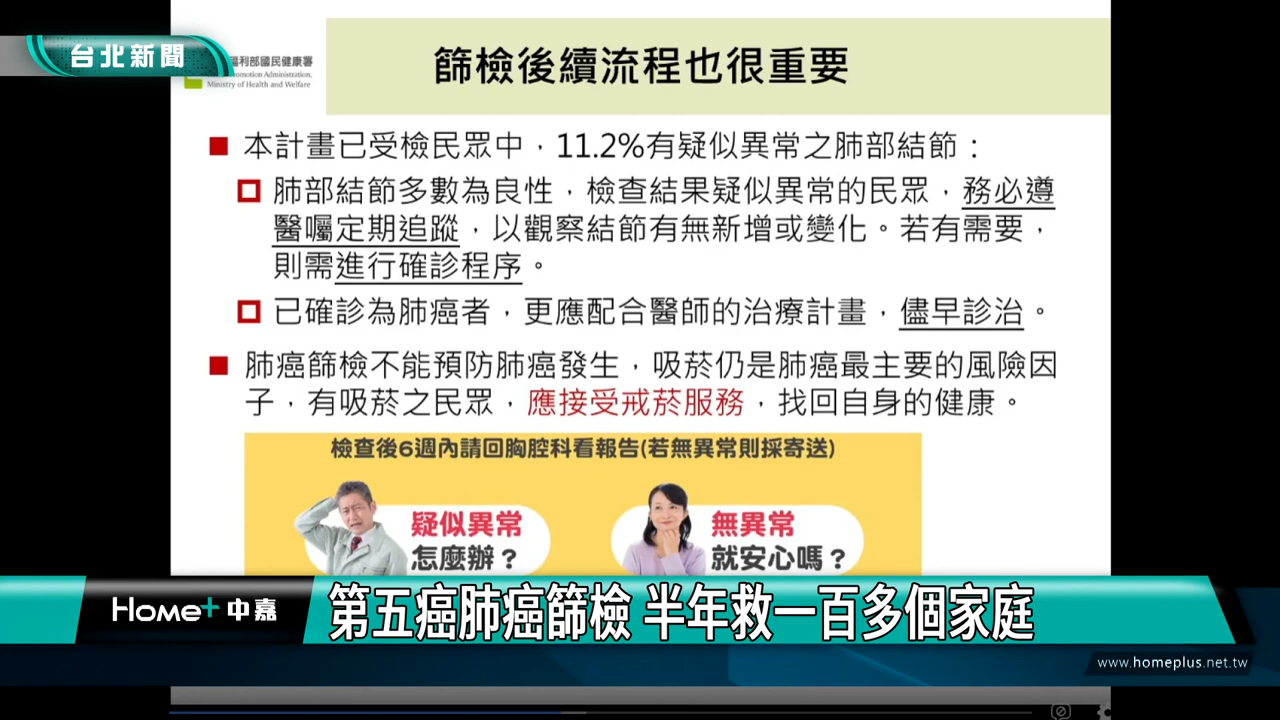 台北新聞
福利部國民健康署
omotion Administration,
Ministry of Health and Welfare
篩檢後續流程也很重要
本計畫已受檢民眾中，11.2%有疑似異常之肺部結節：
肺部結節多數為良性，檢查結果疑似異常的民眾，務必遵
醫囑定期追蹤，以觀察結節有無新增或變化。若有需要，
則需進行確診程序。
已確診為肺癌者，更應配合醫師的治療計畫，儘早診治。
肺癌篩檢不能預防肺癌發生，吸菸仍是肺癌最主要的風險因
子，有吸菸之民眾，應接受戒菸服務，找回自身的健康。
檢查後6週內請回胸腔科看報告(若無異常則採寄送)
疑似異常
怎麼辦？
無異常
就安心嗎？
Home+中嘉
第五癌肺癌篩檢 半年救一百多個家庭
www.homeplus.net.tw